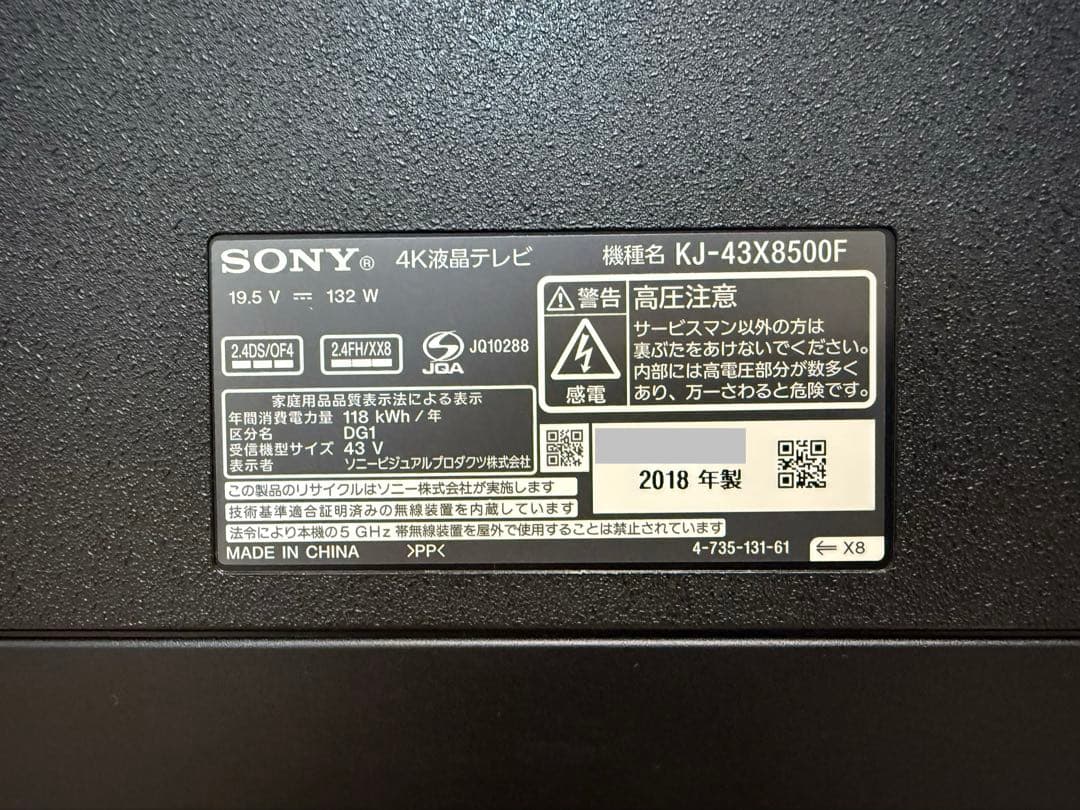 SONY® 4K液晶テレビ 機種名 KJ-43X8500F
19.5 V ⎓ 132 W
2.4DS/OF4 2.4FH/XX8 JQA JQ10288
警告 高圧注意
感電
サービスマン以外の方は
裏ぶたをあけないでください。
内部には高電圧部分が数多く
あり、万一さわると危険です。
家庭用品品質表示法による表示
年間消費電力量 118 kWh / 年
区分名 DG1
受信機型サイズ 43 V
表示者 ソニービジュアルプロダクツ株式会社
2018 年製
この製品のリサイクルはソニー株式会社が実施します
技術基準適合証明済みの無線装置を内蔵しています
法令により本機の5 GHz 帯無線装置を屋外で使用することは禁止されています
MADE IN CHINA >PP< 4-735-131-61 ⇐ X8